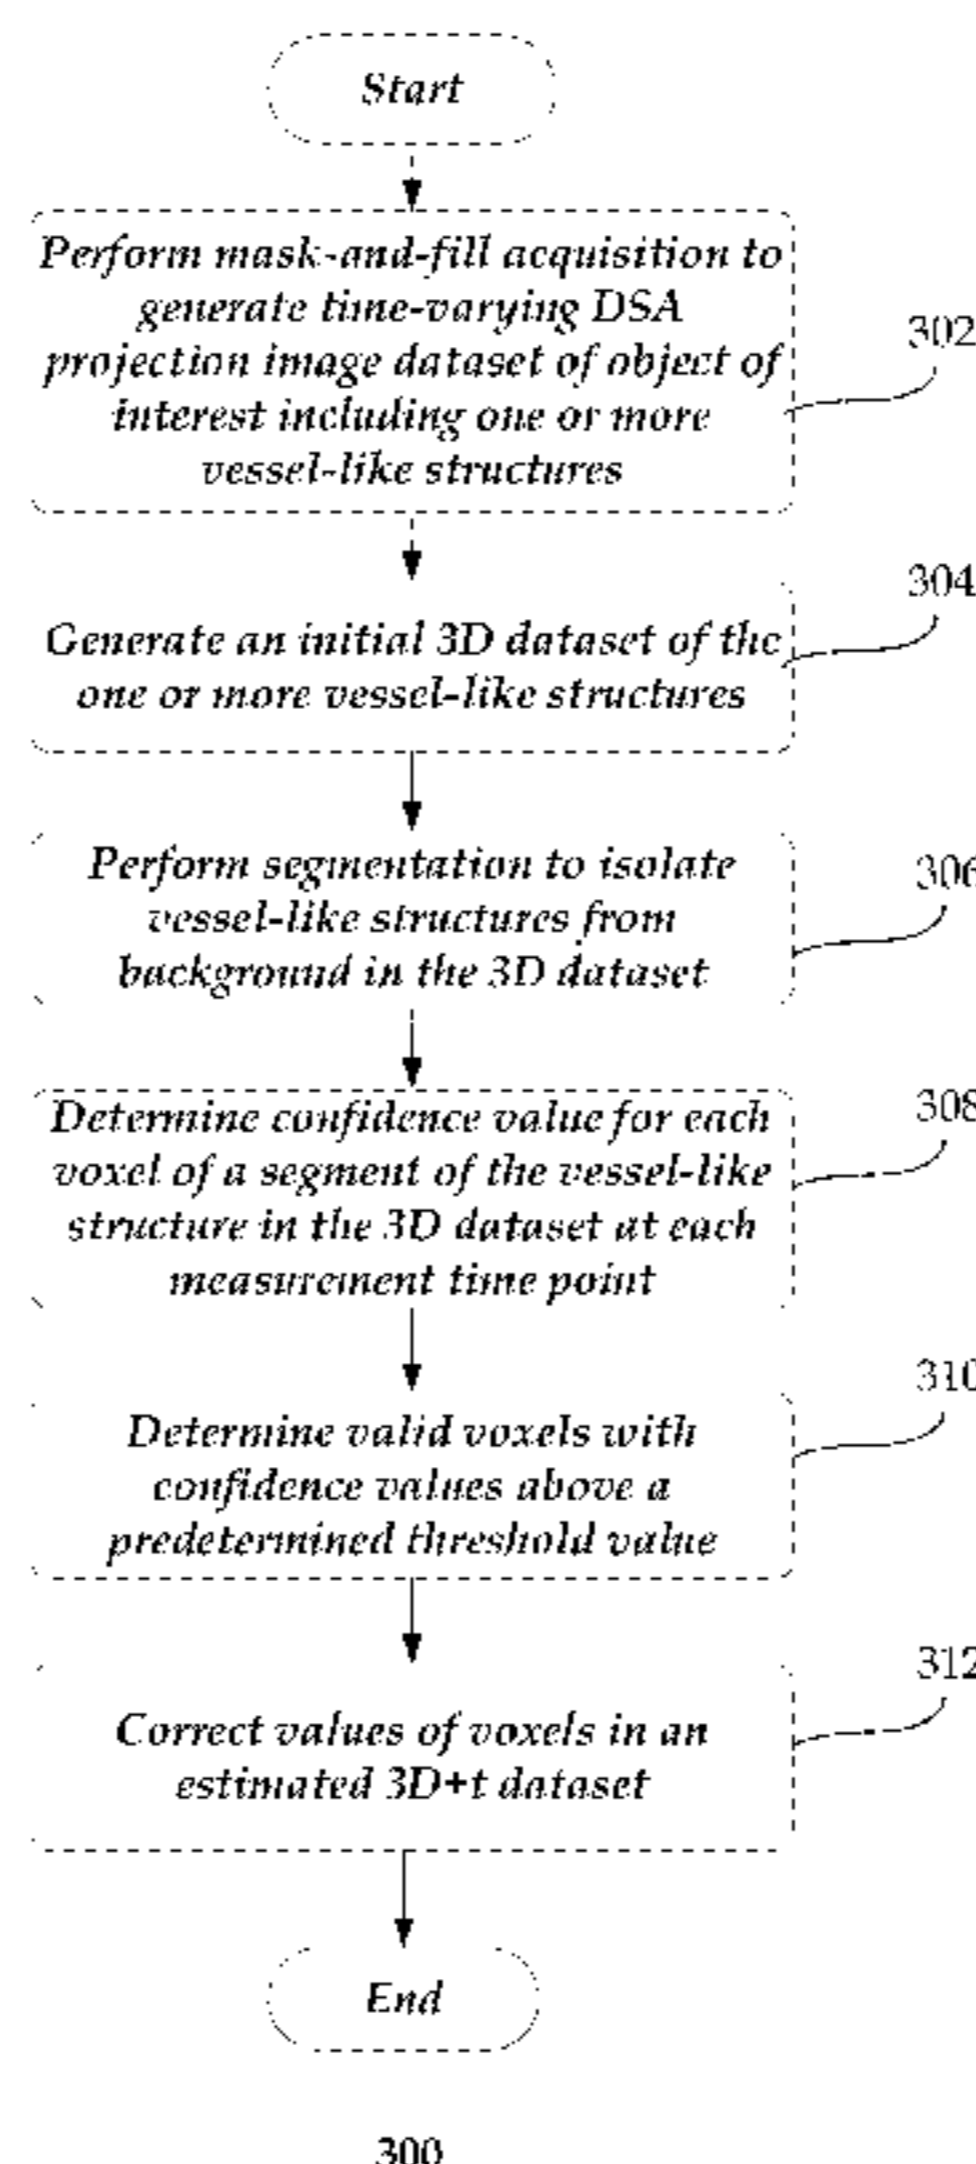 Start
Perform mask-and-fill acquisition to
generate time-varying DSA
projection image dataset of object of
interest including one or more
vessel-like structures
302
Generate an initial 3D dataset of the
one or more vessel-like structures
304
Perform segmentation to isolate
vessel-like structures from
background in the 3D dataset
306
Determine confidence value for each
voxel of a segment of the vessel-like
structure in the 3D dataset at each
measurement time point
308
Determine valid voxels with
confidence values above a
predetermined threshold value
310
Correct values of voxels in an
estimated 3D+t dataset
312
End
300